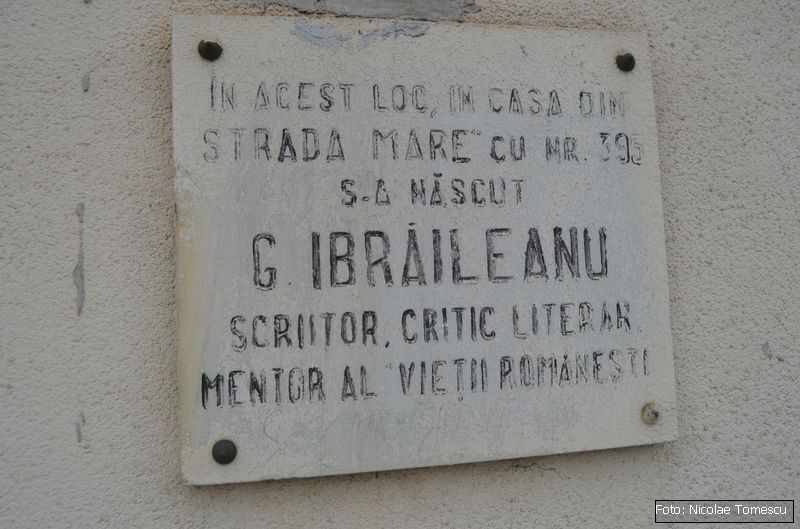 ÎN ACEST LOC, IN CASA DIN
STRADA MARE" CU NR. 395
S-A NĂSCUT
G. IBRĂILEANU
SCRIITOR, CRITIC LITERAR,
MENTOR AL "VIEȚII ROMÂNEȘTI
Foto: Nicolae Tomescu